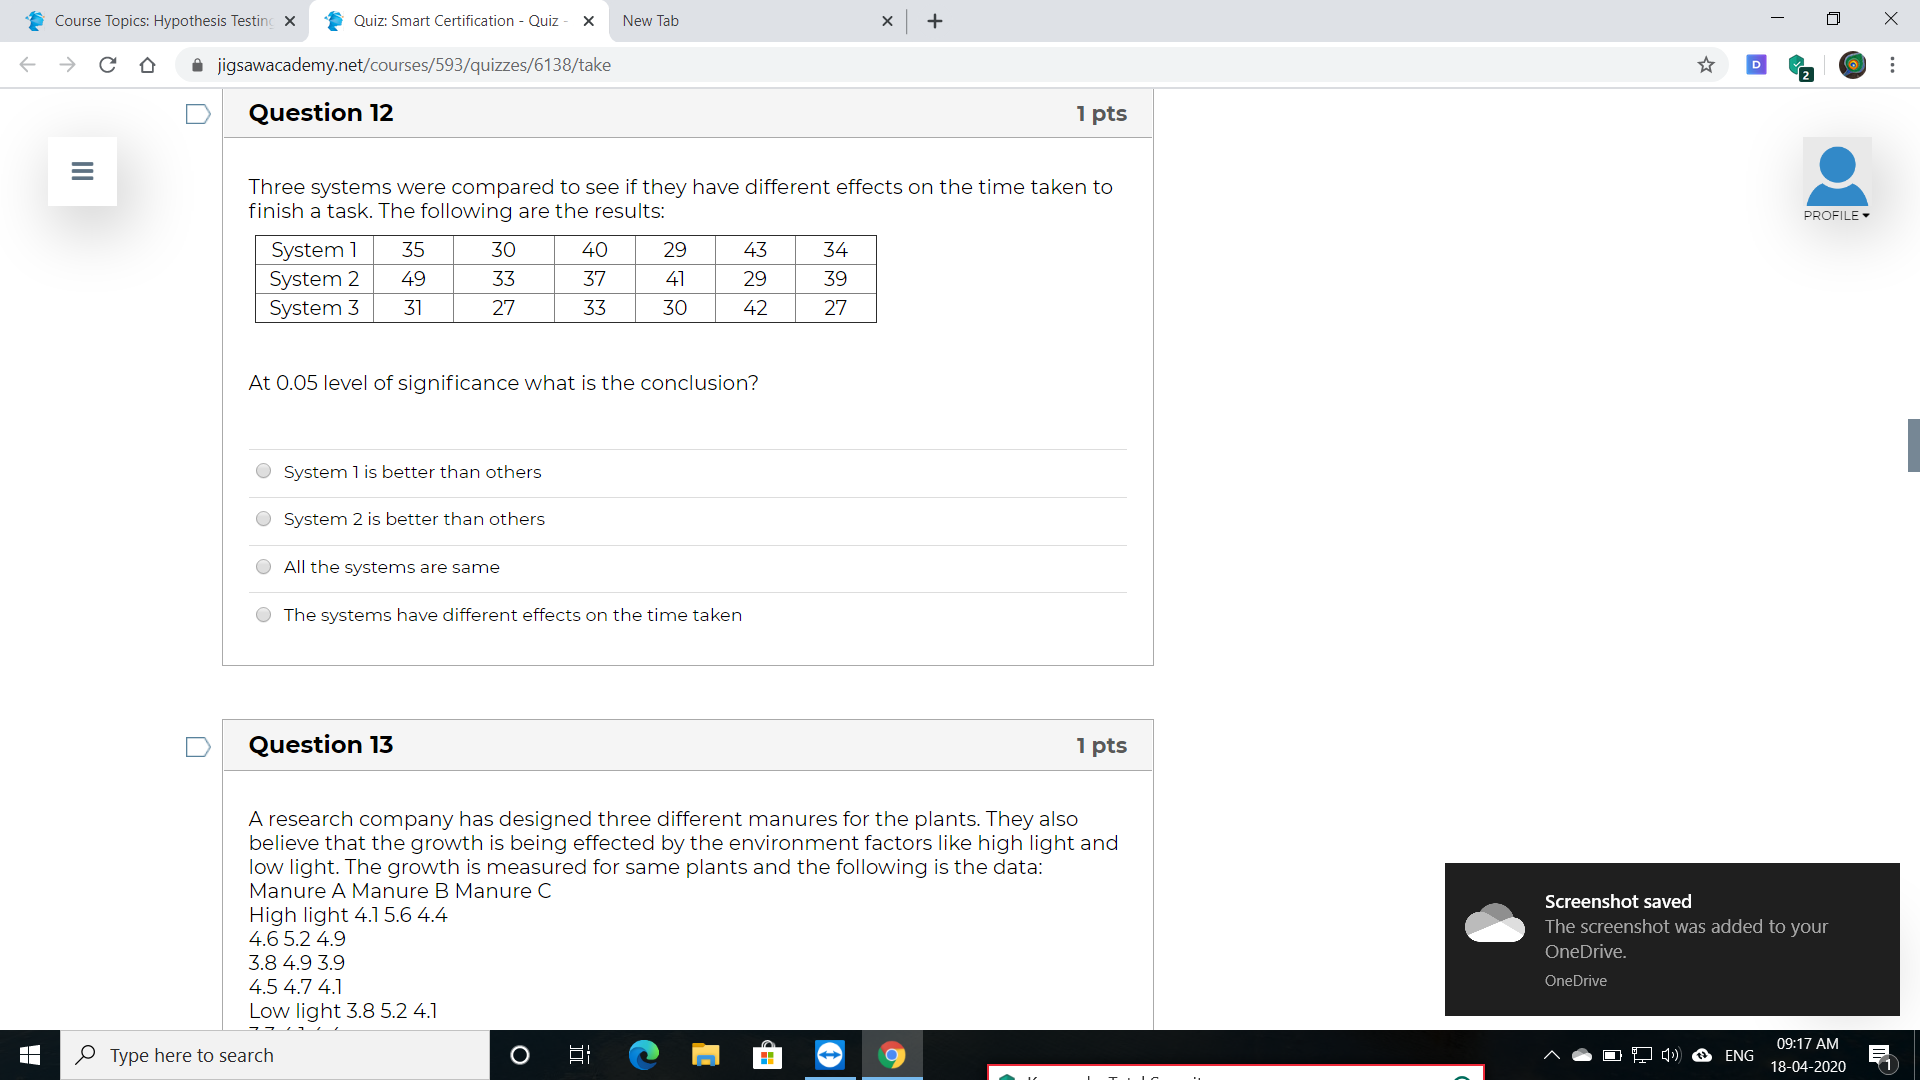 Course Topics: Hypothesis Testing
Quiz: Smart Certification - Quiz -
New Tab
jigsawacademy.net/courses/593/quizzes/6138/take
D
2
Question 12
1 pts
PROFILE
Three systems were compared to see if they have different effects on the time taken to
finish a task. The following are the results:
System 1 35 30 40 29 43 34
System 2 49 33 37 41 29 39
System 3 31 27 33 30 42 27
At 0.05 level of significance what is the conclusion?
System 1 is better than others
System 2 is better than others
All the systems are same
The systems have different effects on the time taken
Question 13
1 pts
A research company has designed three different manures for the plants. They also
believe that the growth is being effected by the environment factors like high light and
low light. The growth is measured for same plants and the following is the data:
Manure A Manure B Manure C
High light 4.1 5.6 4.4
4.6 5.2 4.9
3.8 4.9 3.9
4.5 4.7 4.1
Low light 3.8 5.2 4.1
Screenshot saved
The screenshot was added to your
OneDrive.
OneDrive
Type here to search
ENG
09:17 AM
18-04-2020
1